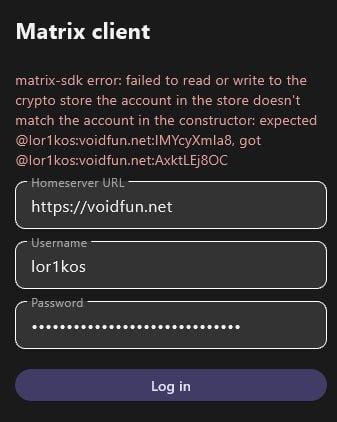 Matrix client
matrix-sdk error: failed to read or write to the
crypto store the account in the store doesn't
match the account in the constructor: expected
@lor1kos:voidfun.net:IMYcyXmla8, got
@lor1kos:voidfun.net:AxktLEj8OC
Homeserver URL
https://voidfun.net
Username
lor1kos
Password
••••••••••••••••••••••••••••••
Log in